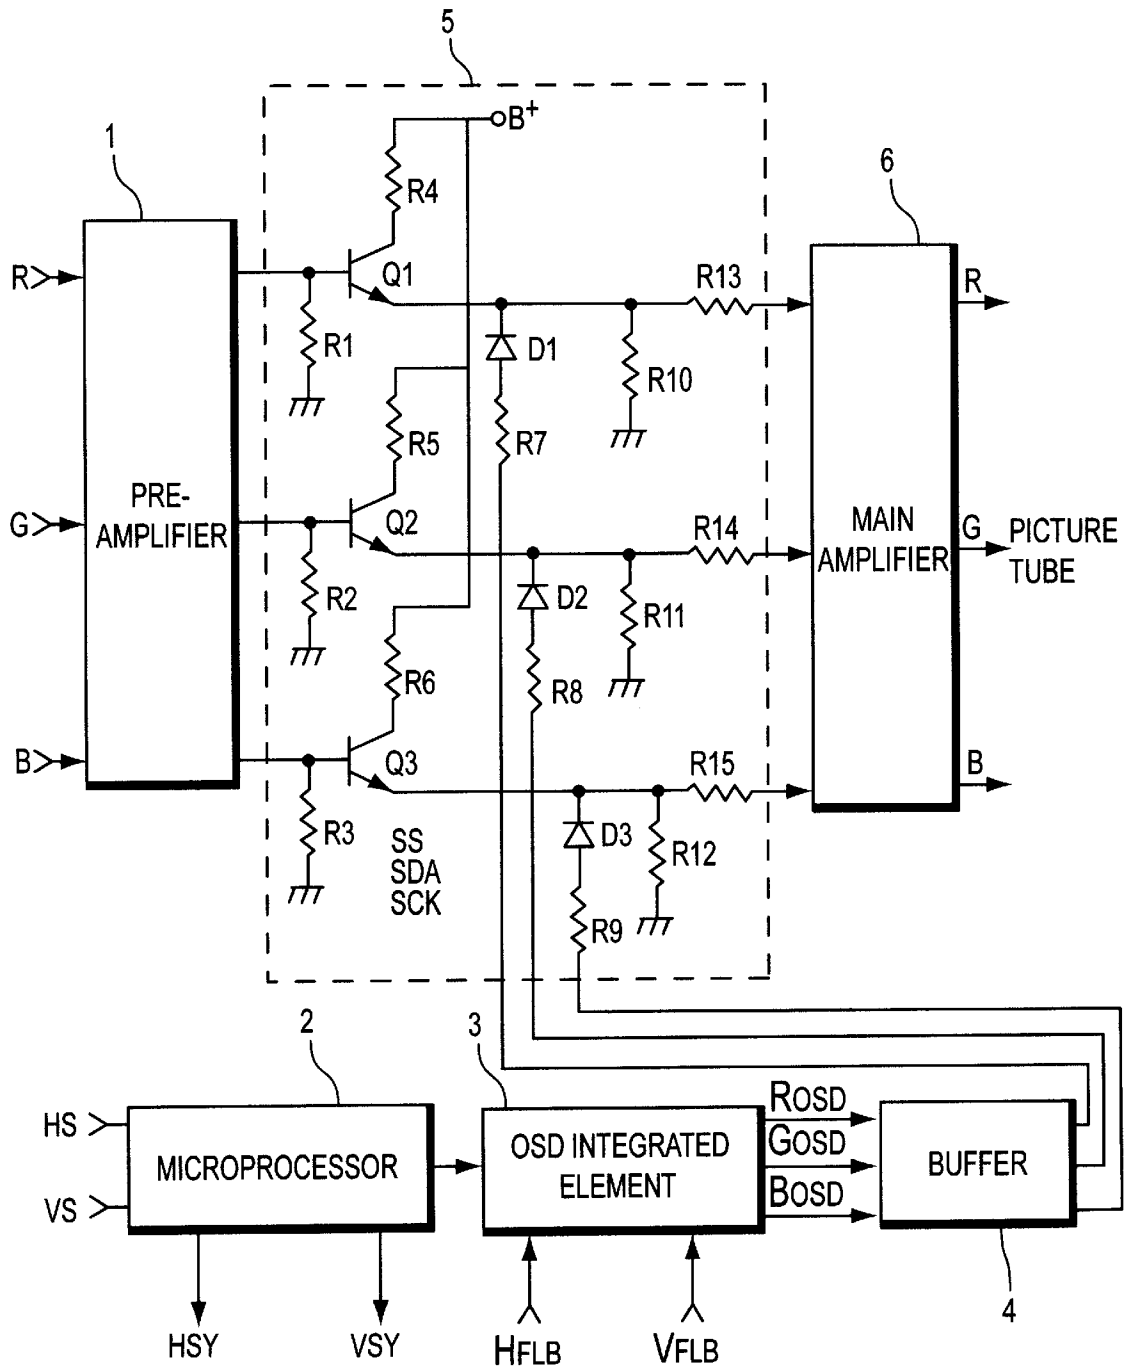 5
B+
1
R4
6
R
Q1
R13
R
R1
D1
R10
R5
R7
PRE-
AMPLIFIER
G
Q2
R14
MAIN
AMPLIFIER
G
PICTURE
TUBE
R2
D2
R11
R6
R8
B
Q3
R15
B
R3
SS
SDA
SCK
D3
R12
R9
2
3
HS
VS
MICROPROCESSOR
OSD INTEGRATED
ELEMENT
ROSD
GOSD
BOSD
BUFFER
4
HSY
VSY
HFLB
VFLB